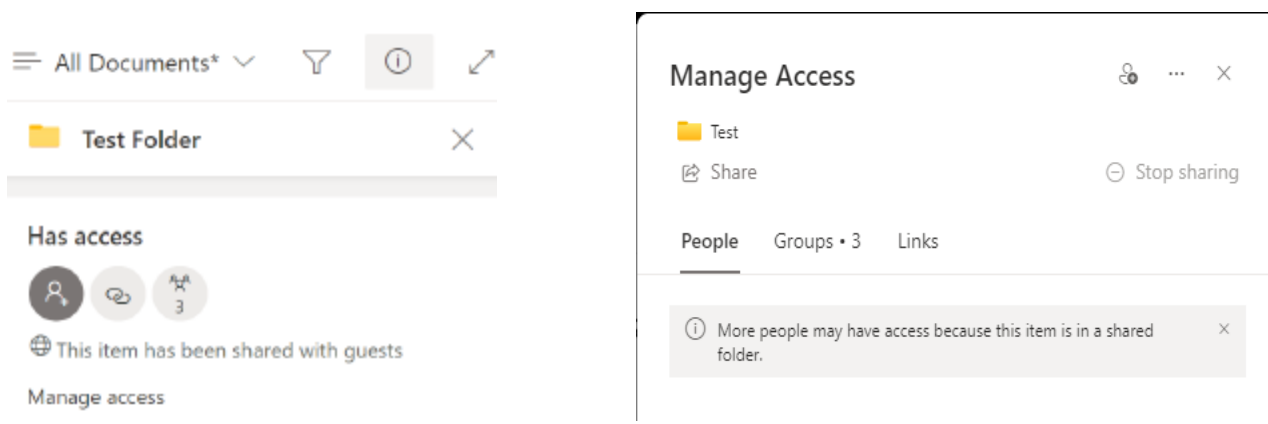 All Documents*
Test Folder
Has access
3
This item has been shared with guests
Manage access
Manage Access
Test
Share
Stop sharing
People
Groups • 3
Links
More people may have access because this item is in a shared
folder.